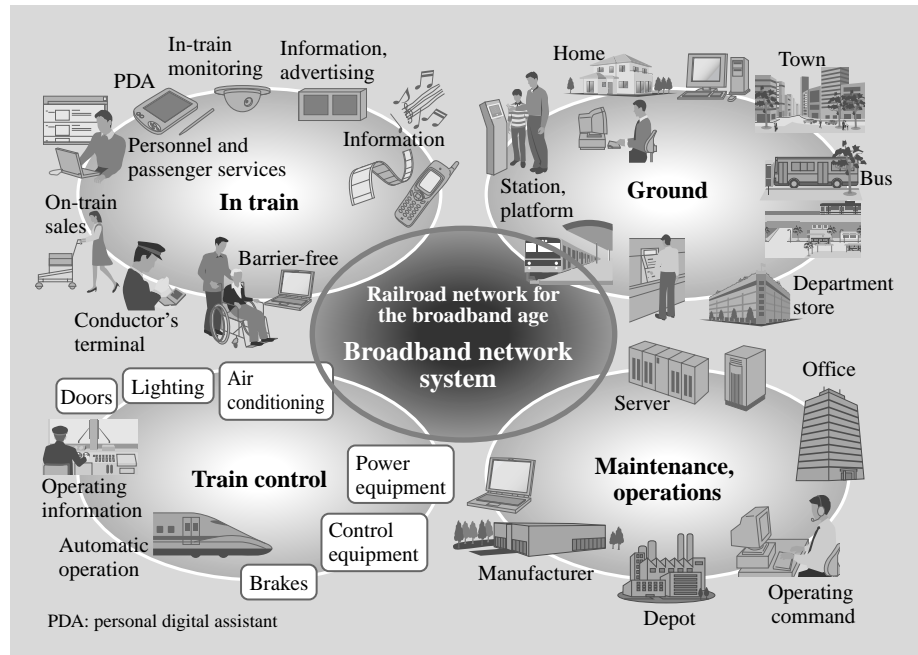 In-train
monitoring
Information,
advertising
PDA
Personnel and
passenger services
Information
On-train
sales
In train
Barrier-free
Conductor's
terminal
Home
Town
Station,
platform
Ground
Bus
Department
store
Railroad network for
the broadband age
Broadband network
system
Doors
Lighting
Air
conditioning
Operating
information
Train control
Power
equipment
Automatic
operation
Control
equipment
Brakes
Server
Office
Maintenance,
operations
Manufacturer
Depot
Operating
command
PDA: personal digital assistant